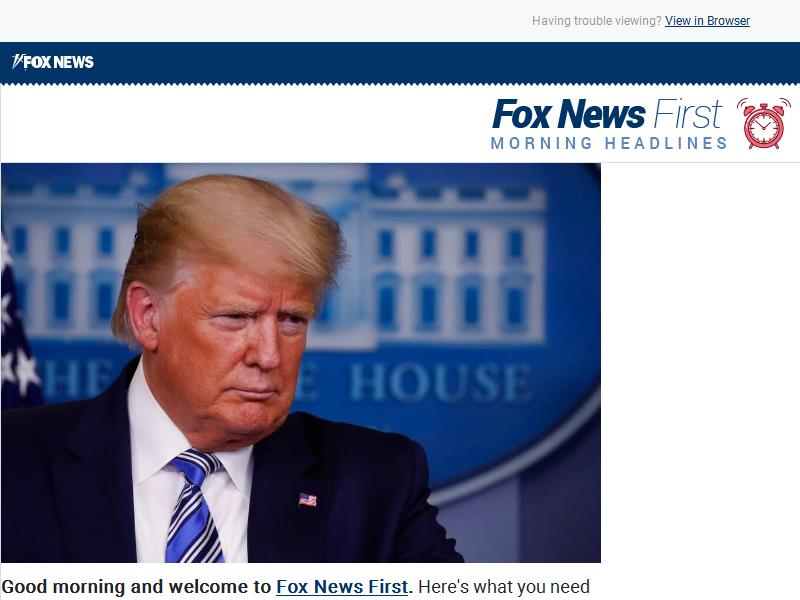 Having trouble viewing? View in Browser
FOX NEWS
Fox News First
MORNING HEADLINES
HE
E HOUSE
Good morning and welcome to Fox News First. Here's what you need